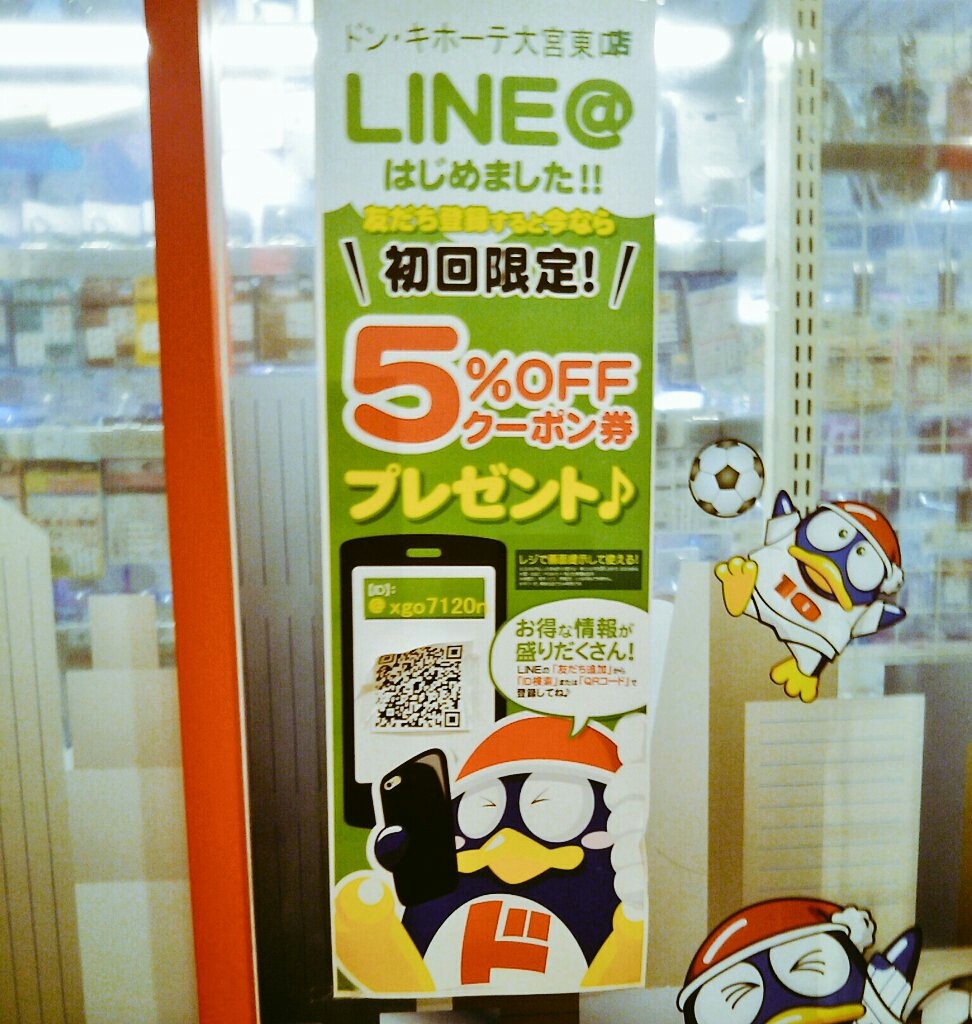 ドン・キホーテ大宮東口店
LINE@
はじめました!!
友だち登録すると今なら
初回限定!
5%OFF
クーポン券
プレゼント♪
【ID】:
@xgo7120n
レジで画面提示して使える!
お得な情報が
盛りだくさん!
LINEの「友だち追加」から
「ID検索」または「QRコード」で
登録してね♪
10
ド